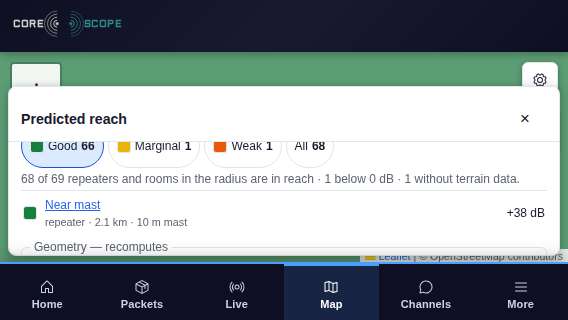 CORE SCOPE
Predicted reach
×
Good 66 Marginal 1 Weak 1 All 68
68 of 69 repeaters and rooms in the radius are in reach · 1 below 0 dB · 1 without terrain data.
Near mast
repeater · 2.1 km · 10 m mast
+38 dB
Geometry — recomputes
Leaflet | © OpenStreetMap contributors
Home Packets Live Map Channels More